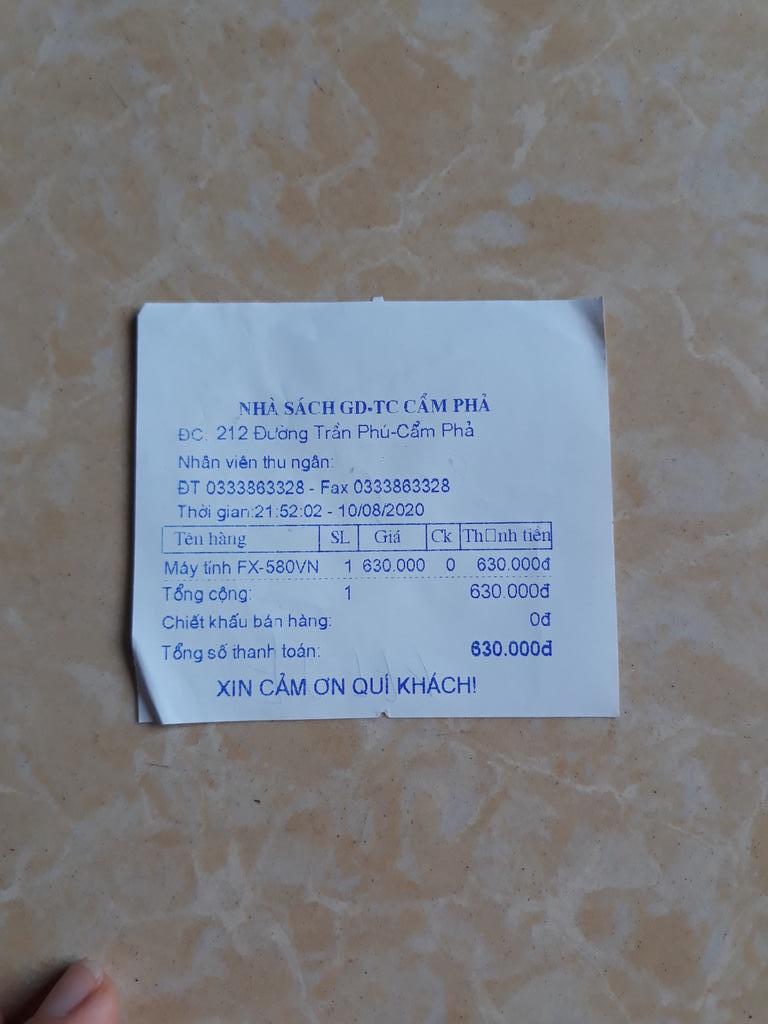 NHÀ SÁCH GD-TC CẨM PHẢ
ĐC: 212 Đường Trần Phú-Cẩm Phả
Nhân viên thu ngân:
ĐT 0333863328 - Fax 0333863328
Thời gian:21:52:02 - 10/08/2020
Tên hàng SL Giá Ck Th□nh tiền
Máy tính FX-580VN 1 630.000 0 630.000đ
Tổng cộng: 1 630.000đ
Chiết khấu bán hàng: 0đ
Tổng số thanh toán: 630.000đ
XIN CẢM ƠN QUÍ KHÁCH!